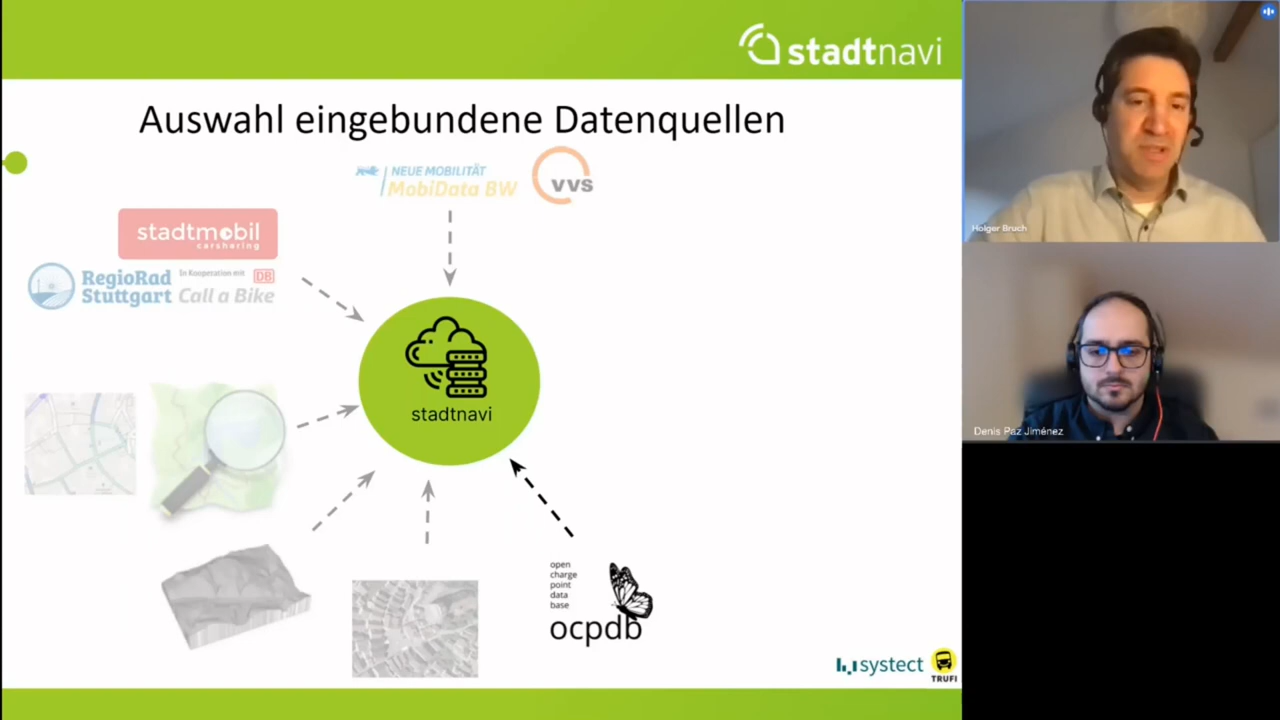 stadtnavi
Auswahl eingebundene Datenquellen
NEUE MOBILITÄT
MobiData BW
VVS
stadtmobil
carsharing
RegioRad
Stuttgart
In Kooperation mit
DB
Call a Bike
stadtnavi
open
charge
point
data
base
ocpdb
systect
TRUFI
Holger Bruch
Denis Paz Jiménez